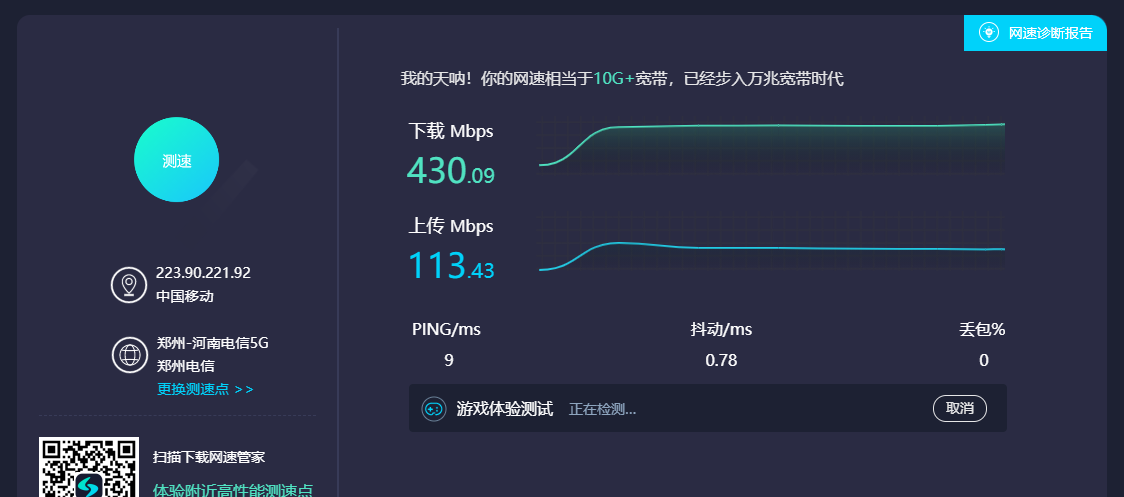 网速诊断报告
我的天呐！你的网速相当于10G+宽带，已经步入万兆宽带时代
测速
下载 Mbps
430.09
上传 Mbps
113.43
223.90.221.92
中国移动
郑州-河南电信5G
郑州电信
更换测速点 >>
PING/ms 抖动/ms 丢包%
9 0.78 0
游戏体验测试 正在检测... 取消
扫描下载网速管家
体验附近高性能测速点